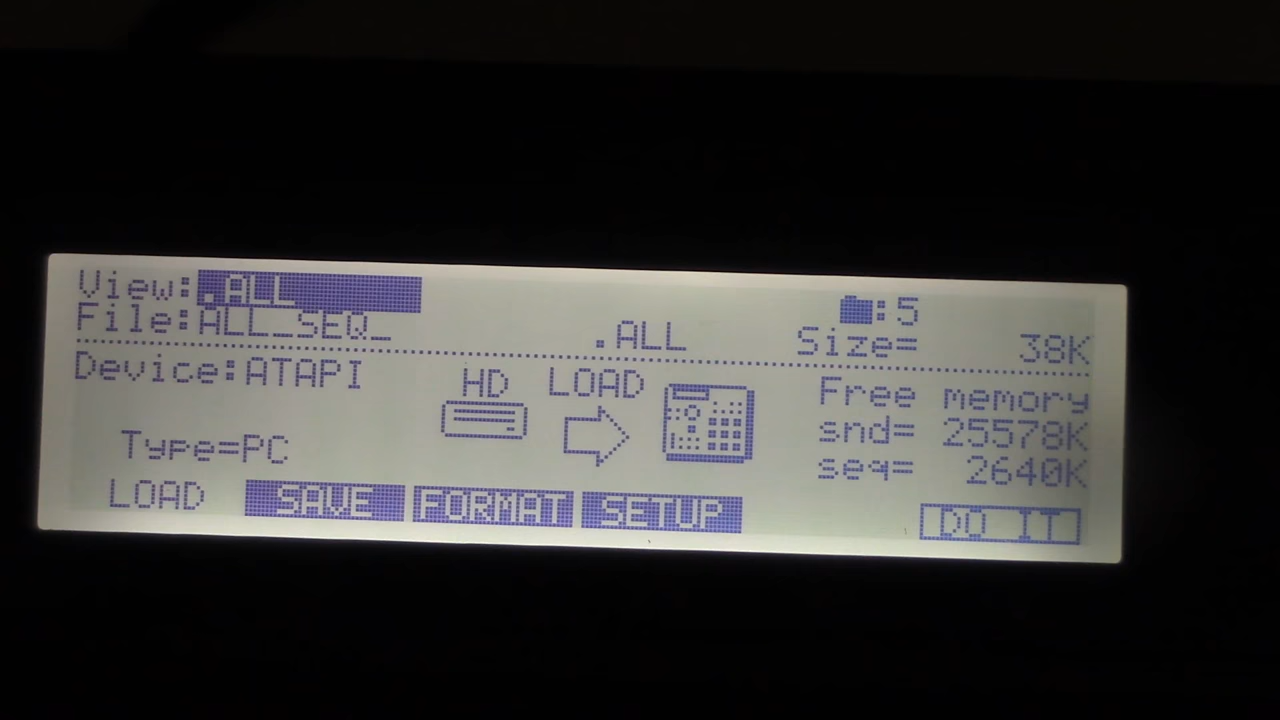 View:.ALL :5
File:ALL_SEQ_ .ALL Size= 38K
Device:ATAPI HD LOAD Free memory
snd= 25578K
Type=PC seq= 2640K
LOAD SAVE FORMAT SETUP DO IT